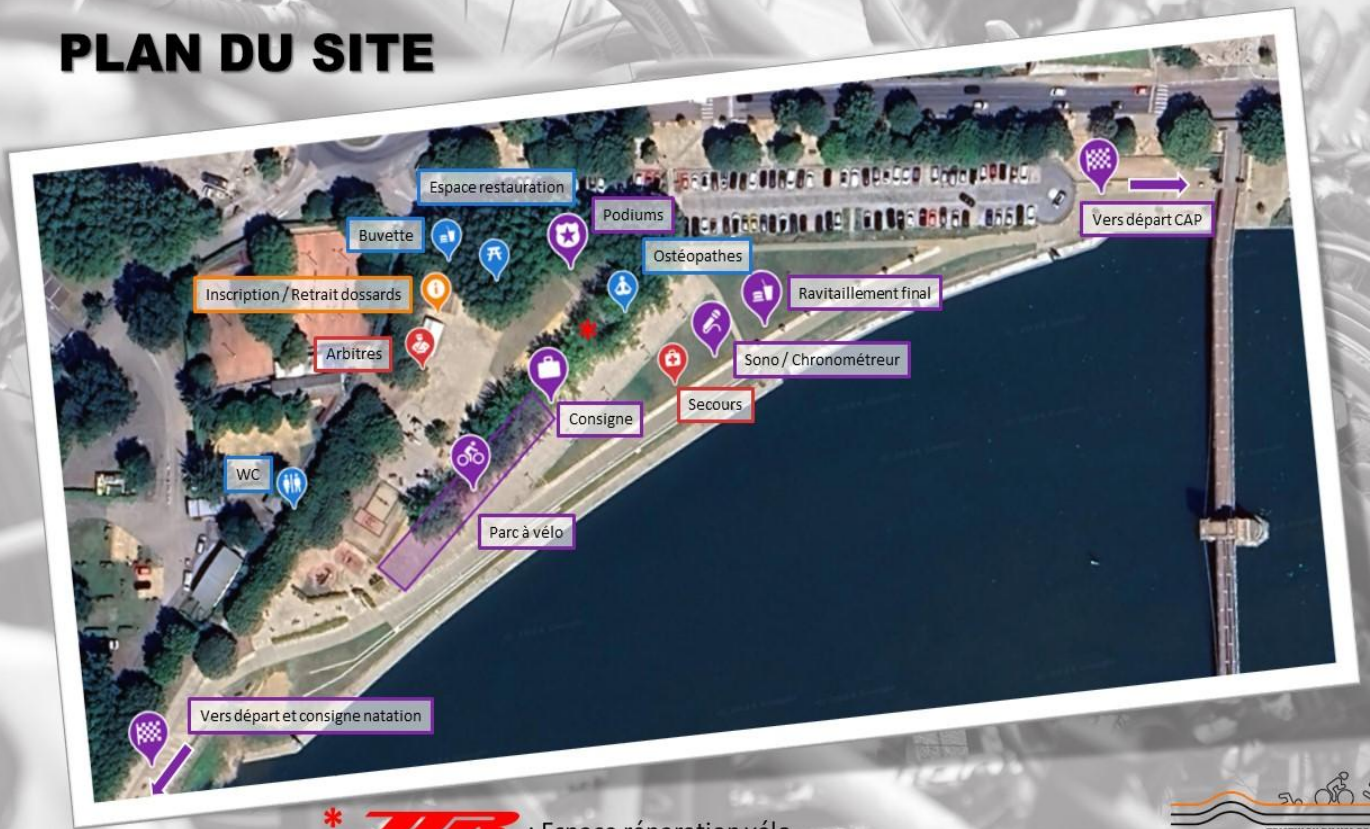 PLAN DU SITE
Espace restauration
Podiums
Buvette
Vers départ CAP
Ostéopathes
Inscription / Retrait dossards
Ravitaillement final
Arbitres
Sono / Chronométreur
Secours
Consigne
WC
Parc à vélo
Vers départ et consigne natation
* : Espace réparation vélo